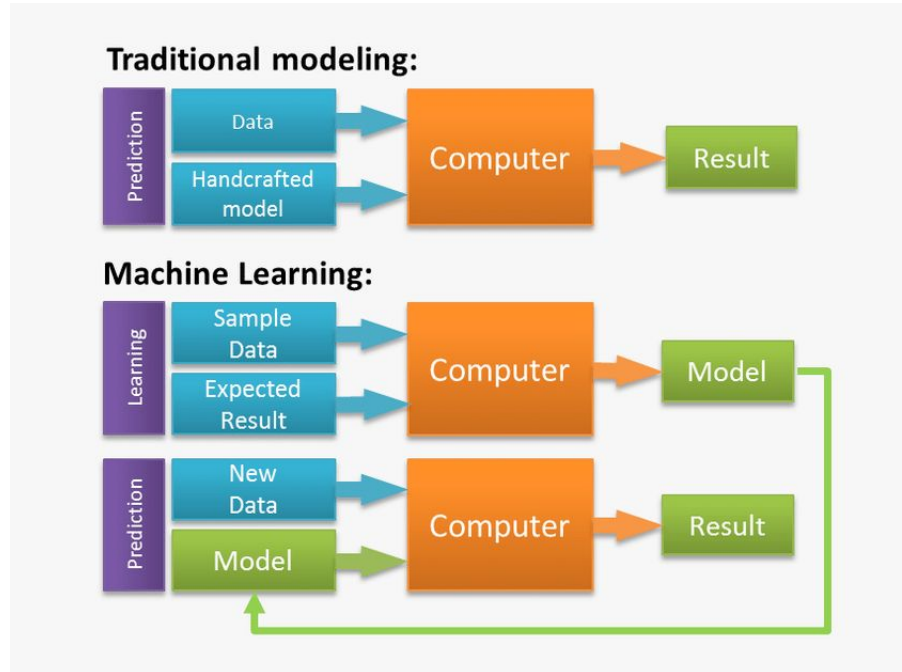 Traditional modeling:
Prediction
Data
Handcrafted
model
Computer
Result
Machine Learning:
Learning
Sample
Data
Expected
Result
Computer
Model
Prediction
New
Data
Model
Computer
Result